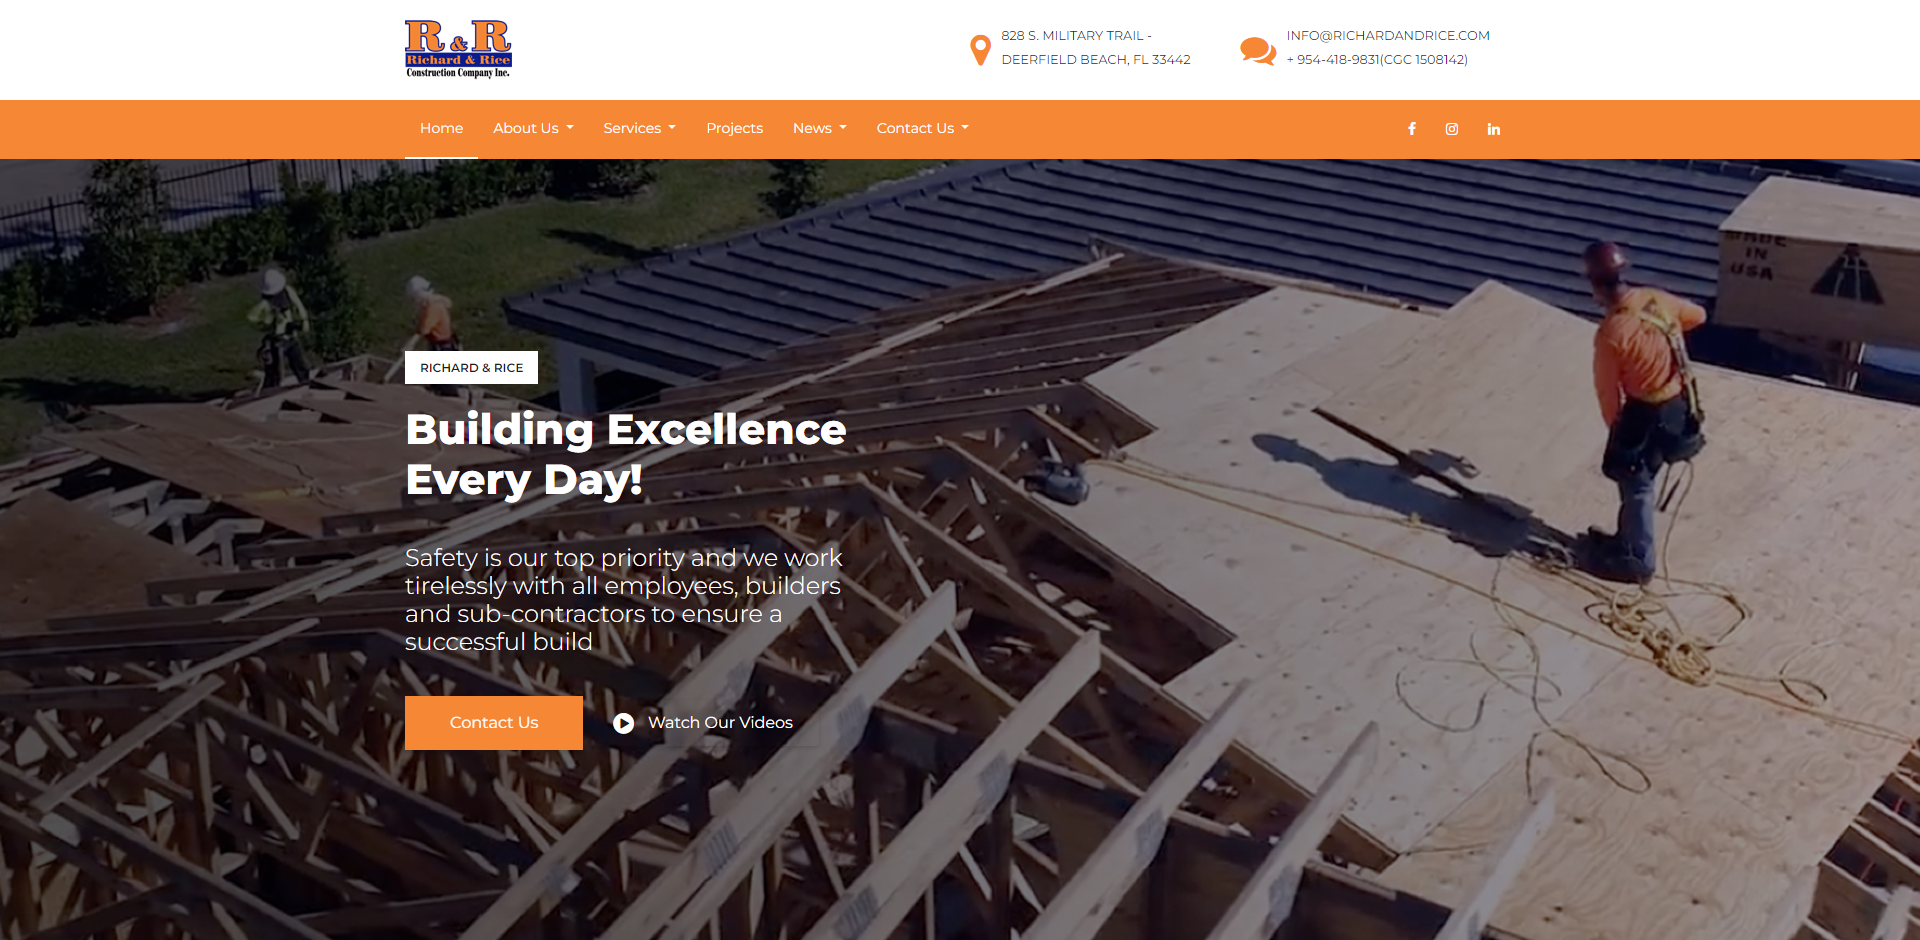 R & R
Richard & Rice
Construction Company Inc.
828 S. MILITARY TRAIL -
DEERFIELD BEACH, FL 33442
INFO@RICHARDANDRICE.COM
+ 954-418-9831(CGC 1508142)
Home
About Us
Services
Projects
News
Contact Us
MADE
IN
USA
RICHARD & RICE
Building Excellence
Every Day!
Safety is our top priority and we work
tirelessly with all employees, builders
and sub-contractors to ensure a
successful build
Contact Us
Watch Our Videos